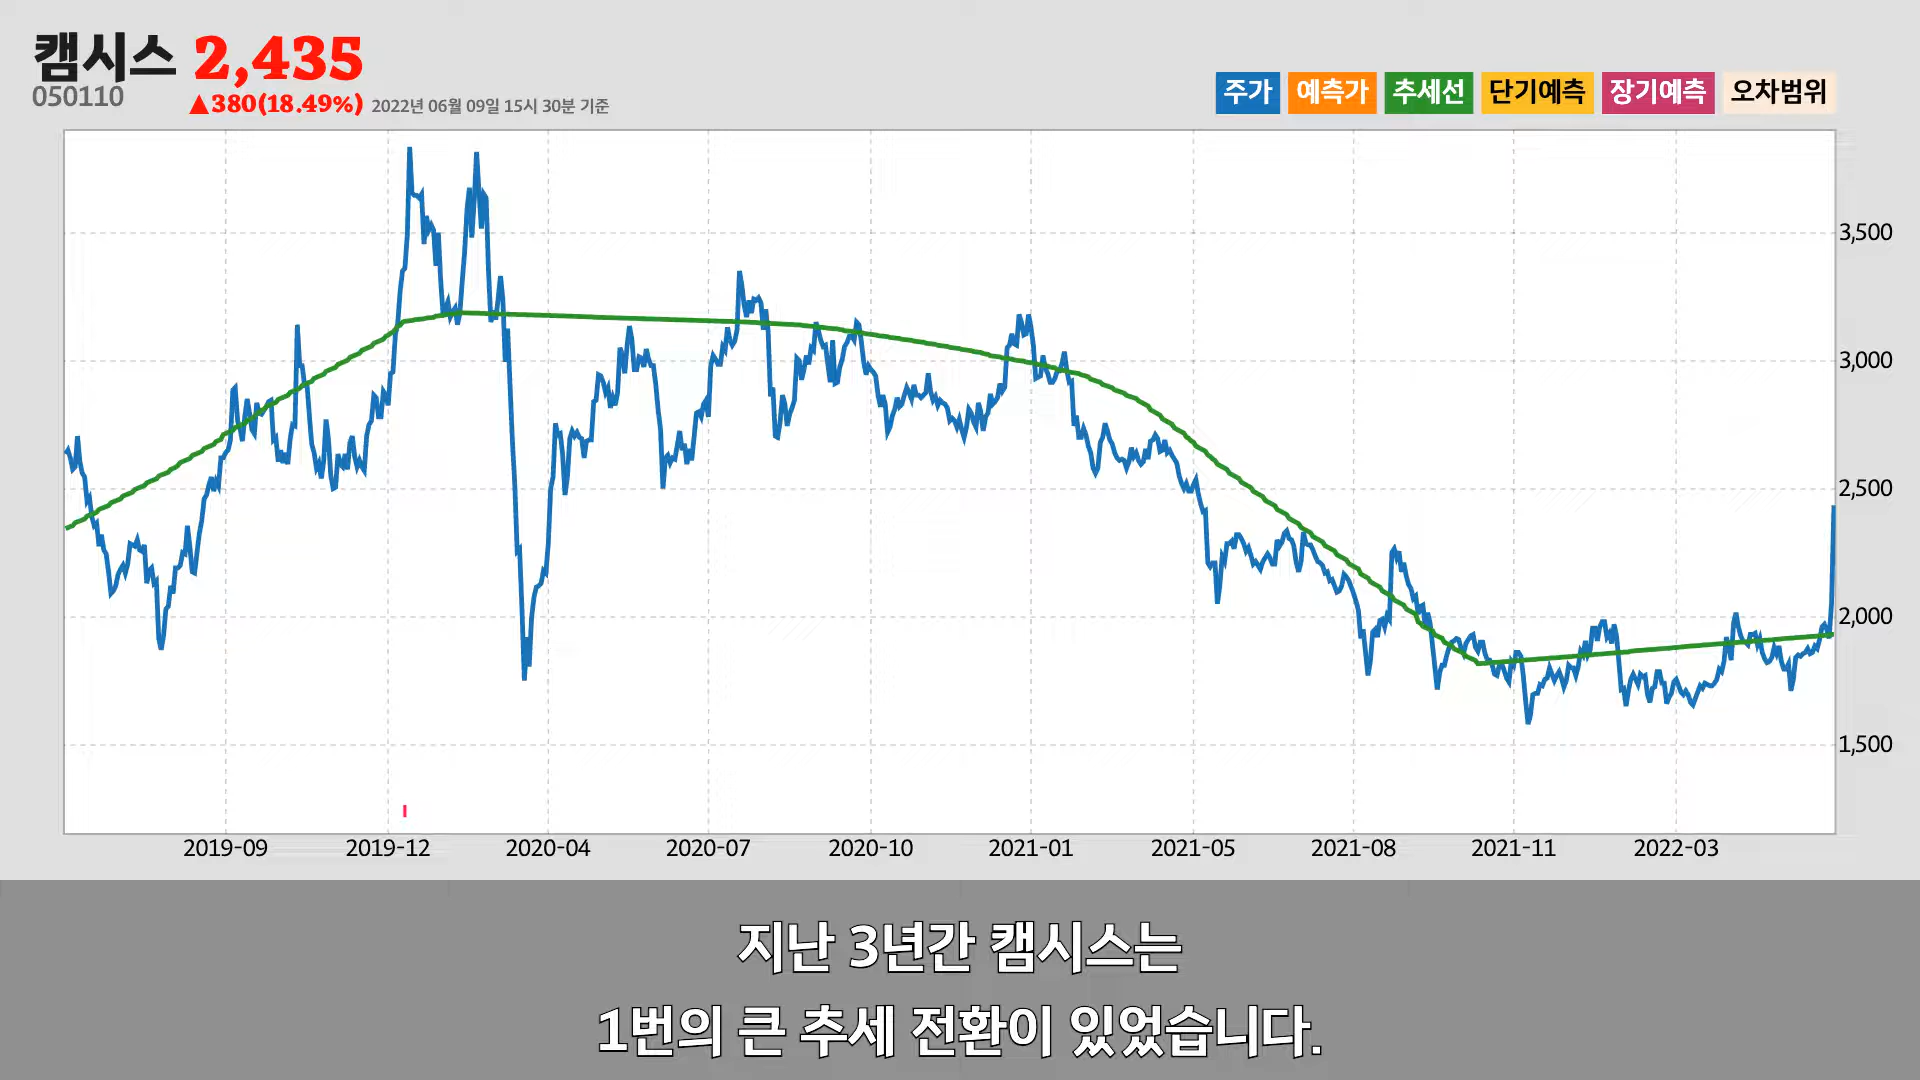 캠시스 2,435
050110
▲380(18.49%) 2022년 06월 09일 15시 30분 기준
주가 예측가 추세선 단기예측 장기예측 오차범위
3,500
3,000
2,500
2,000
1,500
2019-09 2019-12 2020-04 2020-07 2020-10 2021-01 2021-05 2021-08 2021-11 2022-03
지난 3년간 캠시스는
1번의 큰 추세 전환이 있었습니다.